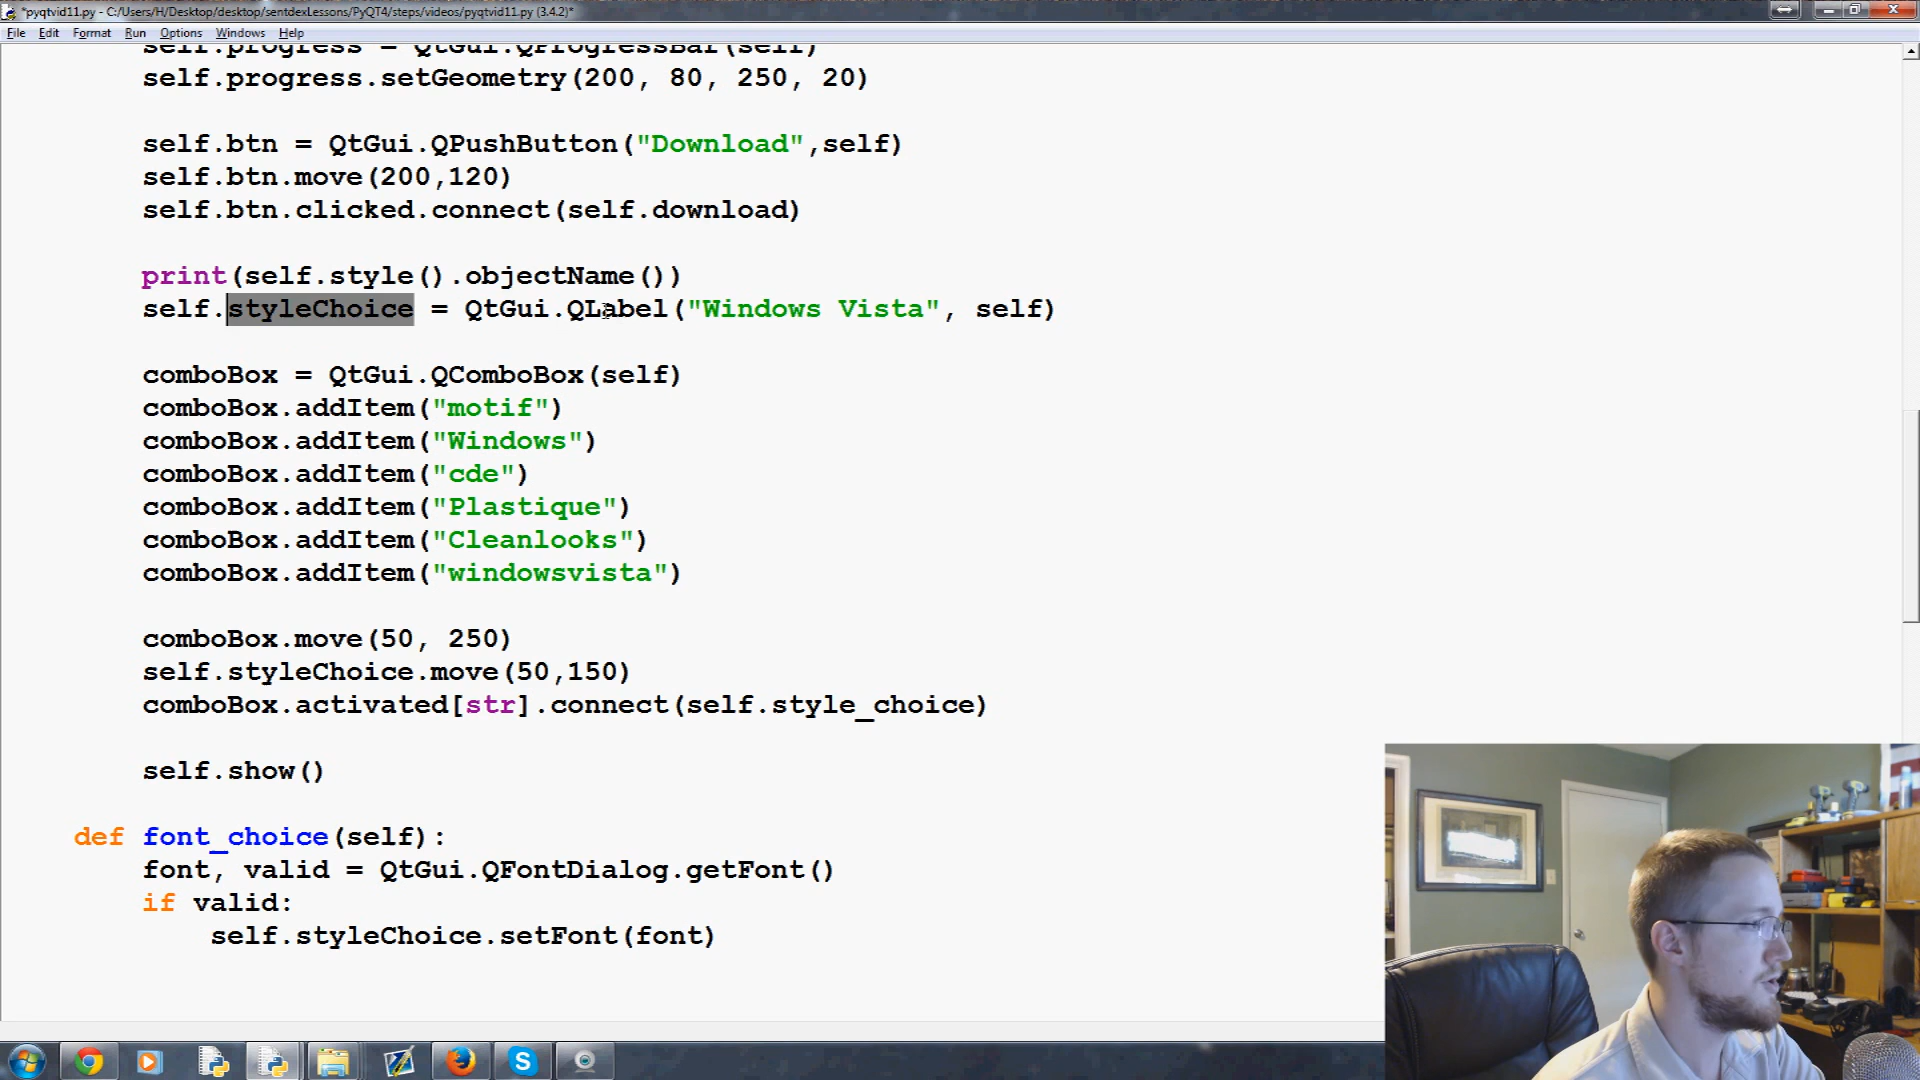 *pyqtvid11.py - C:/Users/H/Desktop/desktop/sentdexLessons/PyQT4/steps/videos/pyqtvid11.py (3.4.2)*
File Edit Format Run Options Windows Help
self.progress = QtGui.QProgressBar(self)
self.progress.setGeometry(200, 80, 250, 20)
self.btn = QtGui.QPushButton("Download",self)
self.btn.move(200,120)
self.btn.clicked.connect(self.download)
print(self.style().objectName())
self.styleChoice = QtGui.QLabel("Windows Vista", self)
comboBox = QtGui.QComboBox(self)
comboBox.addItem("motif")
comboBox.addItem("Windows")
comboBox.addItem("cde")
comboBox.addItem("Plastique")
comboBox.addItem("Cleanlooks")
comboBox.addItem("windowsvista")
comboBox.move(50, 250)
self.styleChoice.move(50,150)
comboBox.activated[str].connect(self.style_choice)
self.show()
def font_choice(self):
font, valid = QtGui.QFontDialog.getFont()
if valid:
self.styleChoice.setFont(font)